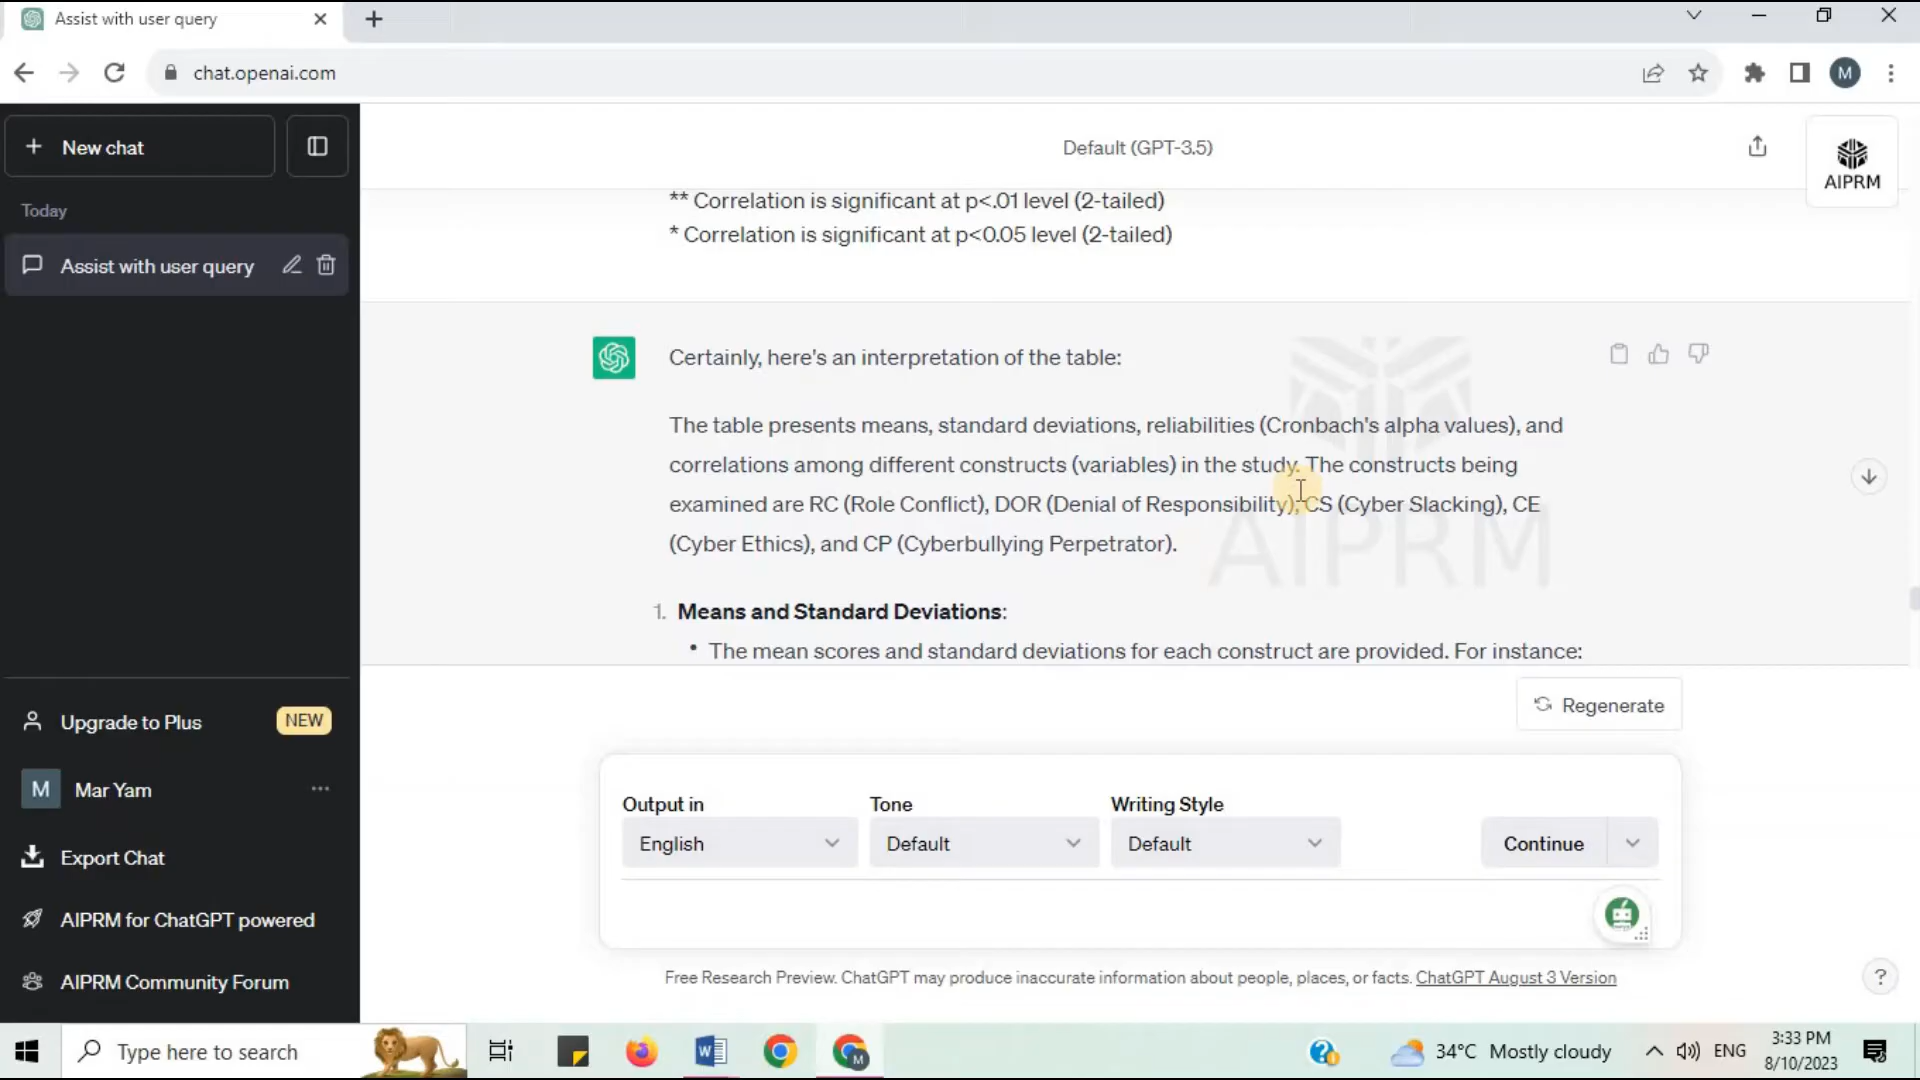 Assist with user query
chat.openai.com
M
New chat
Today
Assist with user query
Upgrade to Plus NEW
M Mar Yam
Export Chat
AIPRM for ChatGPT powered
AIPRM Community Forum
Default (GPT-3.5)
AIPRM
** Correlation is significant at p<.01 level (2-tailed)
* Correlation is significant at p<0.05 level (2-tailed)
Certainly, here's an interpretation of the table:
The table presents means, standard deviations, reliabilities (Cronbach's alpha values), and
correlations among different constructs (variables) in the study. The constructs being
examined are RC (Role Conflict), DOR (Denial of Responsibility), CS (Cyber Slacking), CE
(Cyber Ethics), and CP (Cyberbullying Perpetrator).
AIPRM
1. Means and Standard Deviations:
• The mean scores and standard deviations for each construct are provided. For instance:
Regenerate
Output in Tone Writing Style
English Default Default Continue
Free Research Preview. ChatGPT may produce inaccurate information about people, places, or facts. ChatGPT August 3 Version
?
Type here to search
M
34°C Mostly cloudy
ENG
3:33 PM
8/10/2023